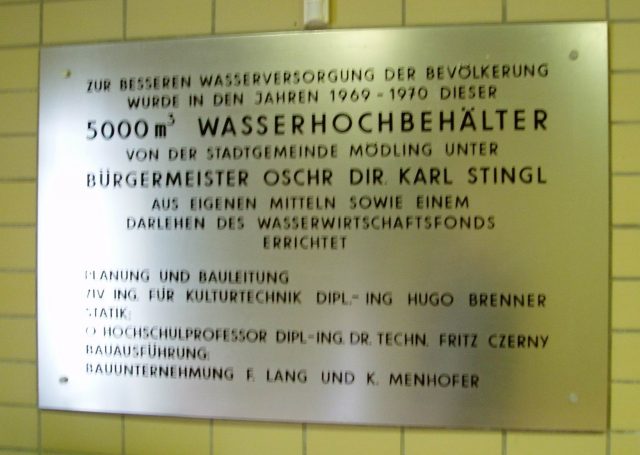 ZUR BESSEREN WASSERVERSORGUNG DER BEVÖLKERUNG
WURDE IN DEN JAHREN 1969 - 1970 DIESER
5000 m³ WASSERHOCHBEHÄLTER
VON DER STADTGEMEINDE MÖDLING UNTER
BÜRGERMEISTER OSCHR DIR. KARL STINGL
AUS EIGENEN MITTELN SOWIE EINEM
DARLEHEN DES WASSERWIRTSCHAFTSFONDS
ERRICHTET
PLANUNG UND BAULEITUNG
ZIV ING. FÜR KULTURTECHNIK DIPL.- ING HUGO BRENNER
STATIK:
O HOCHSCHULPROFESSOR DIPL-ING. DR. TECHN. FRITZ CZERNY
BAUAUSFÜHRUNG:
BAUUNTERNEHMUNG F. LANG UND K. MENHOFER